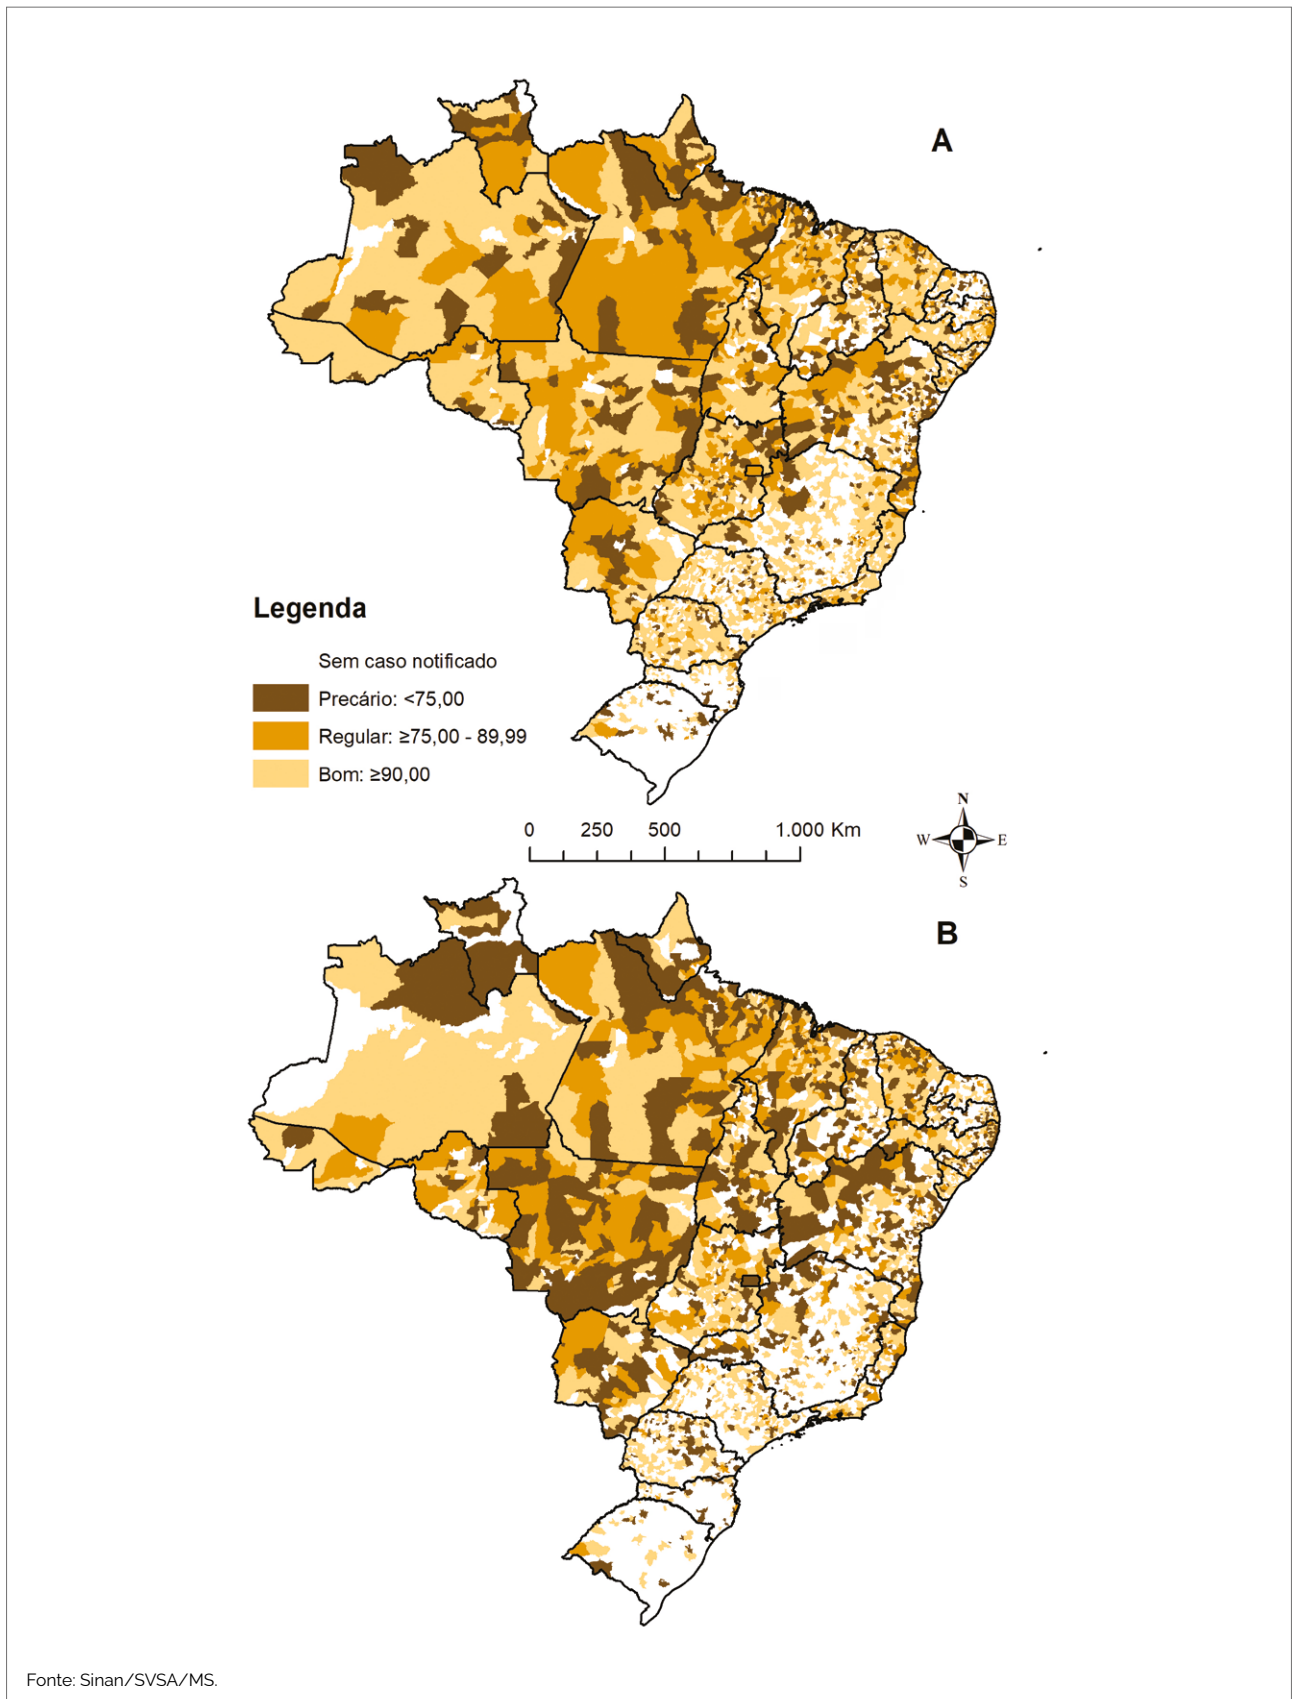 A
Legenda
Sem caso notificado
Precário: <75,00
Regular: ≥75,00 - 89,99
Bom: ≥90,00
0 250 500 1.000 Km
N
W E
S
B
Fonte: Sinan/SVSA/MS.